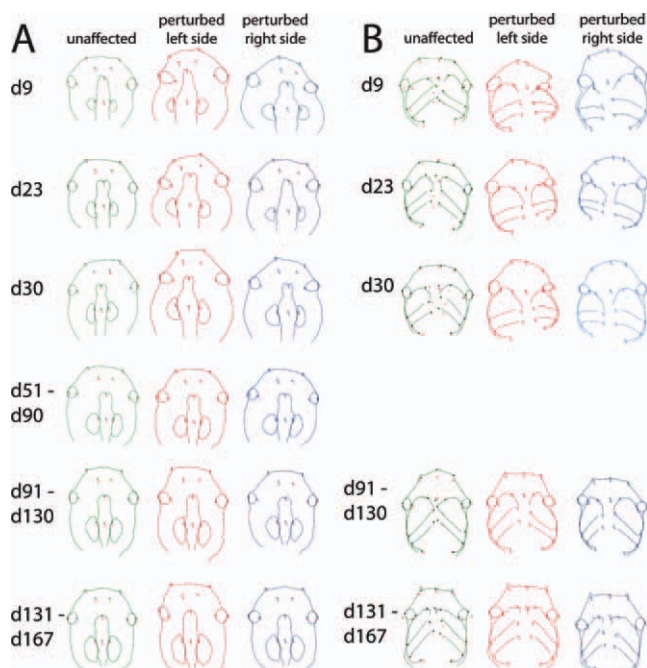 A
unaffected
perturbed
left side
perturbed
right side
d9
d23
d30
d51 -
d90
d91 -
d130
d131 -
d167
B
unaffected
perturbed
left side
perturbed
right side
d9
d23
d30
d91 -
d130
d131 -
d167